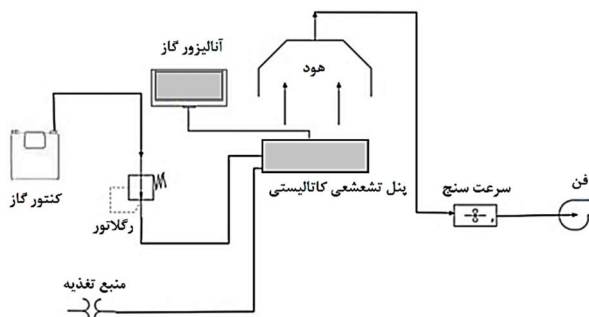 آنالیزور گاز
هود
کنتور گاز
رگلاتور
پنل تشعشعی کاتالیستی
سرعت سنج
فن
منبع تغذیه